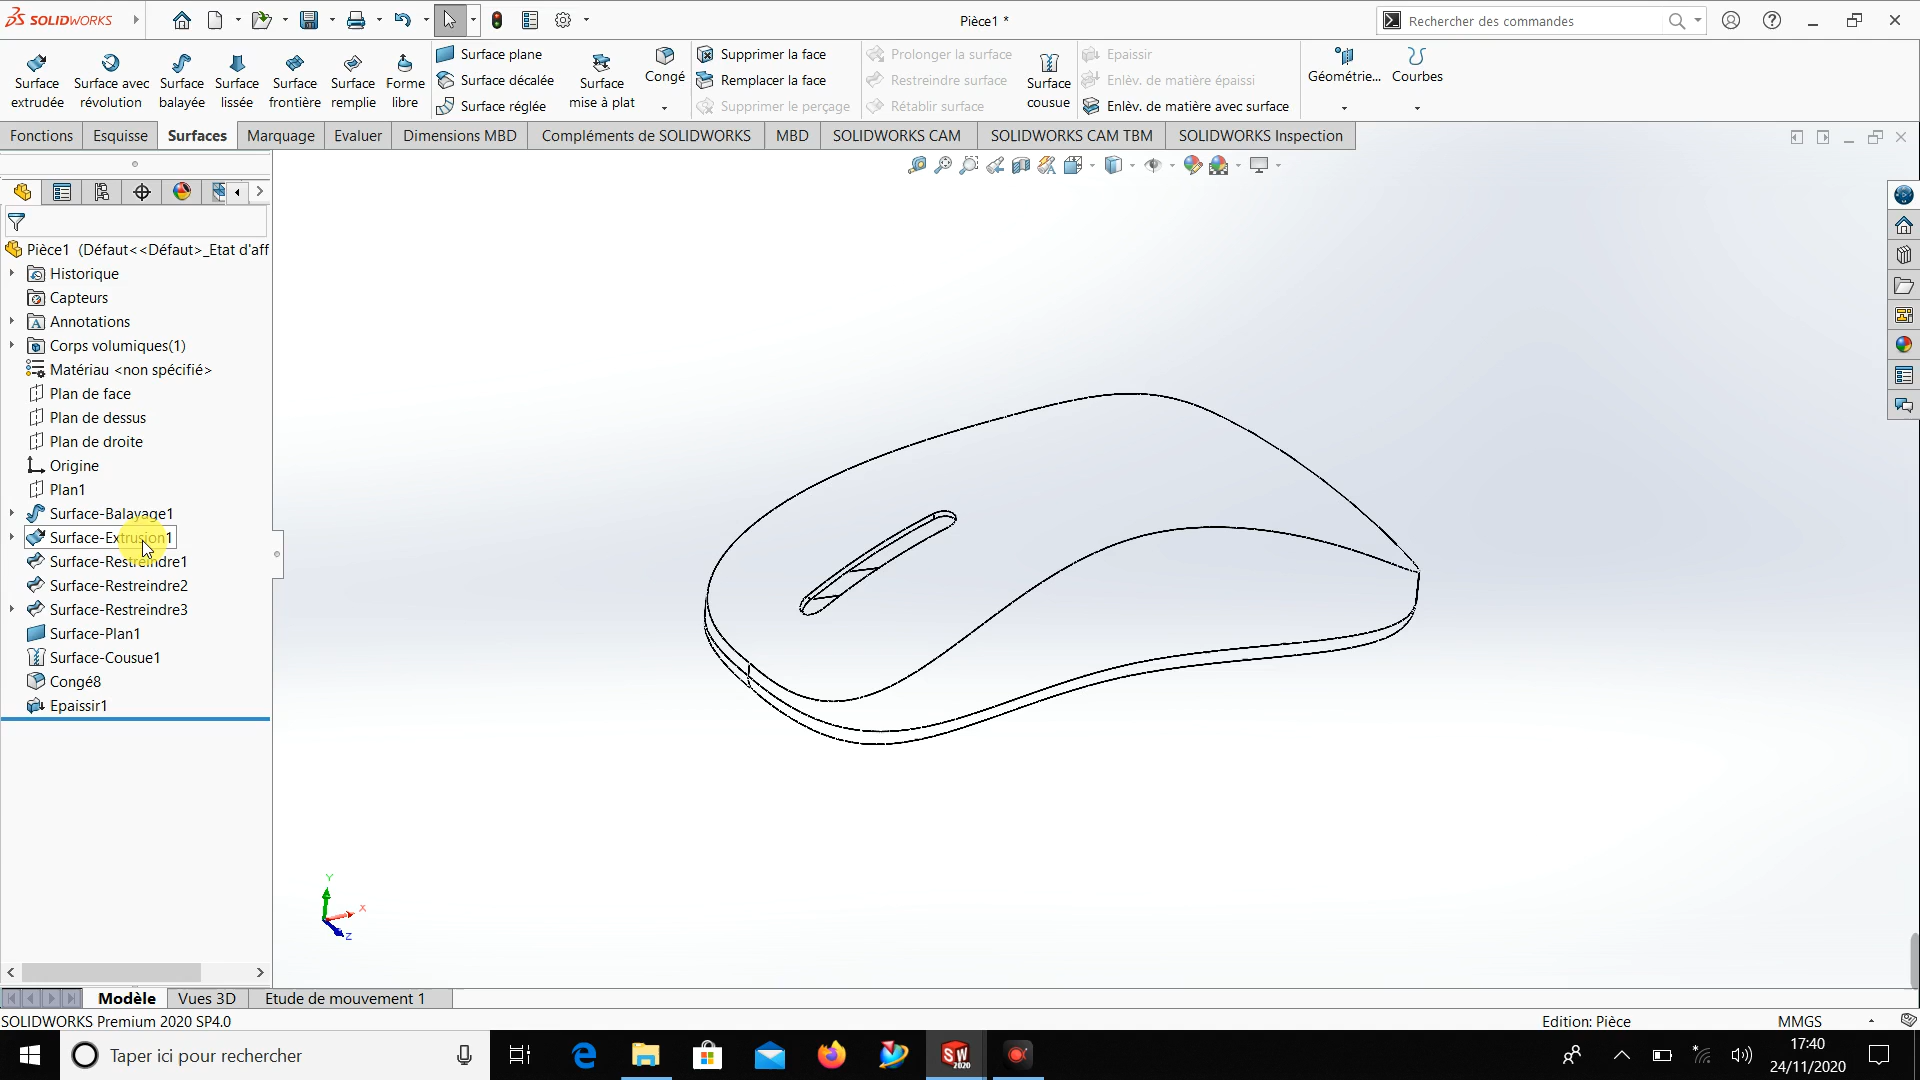 SOLIDWORKS
Pièce1 *
Rechercher des commandes
Surface extrudée
Surface avec révolution
Surface balayée
Surface lissée
Surface frontière
Surface remplie
Forme libre
Surface plane
Surface décalée
Surface réglée
Surface mise à plat
Congé
Supprimer la face
Remplacer la face
Supprimer le perçage
Prolonger la surface
Restreindre surface
Rétablir surface
Surface cousue
Epaissir
Enlèv. de matière épaissi
Enlèv. de matière avec surface
Géométrie...
Courbes
Fonctions
Esquisse
Surfaces
Marquage
Evaluer
Dimensions MBD
Compléments de SOLIDWORKS
MBD
SOLIDWORKS CAM
SOLIDWORKS CAM TBM
SOLIDWORKS Inspection
Pièce1 (Défaut<<Défaut>_Etat d'aff
Historique
Capteurs
Annotations
Corps volumiques(1)
Matériau <non spécifié>
Plan de face
Plan de dessus
Plan de droite
Origine
Plan1
Surface-Balayage1
Surface-Extrusion1
Surface-Restreindre1
Surface-Restreindre2
Surface-Restreindre3
Surface-Plan1
Surface-Cousue1
Congé8
Epaissir1
Y
X
Z
Modèle
Vues 3D
Etude de mouvement 1
SOLIDWORKS Premium 2020 SP4.0
Edition: Pièce
MMGS
Taper ici pour rechercher
SW
2020
17:40
24/11/2020